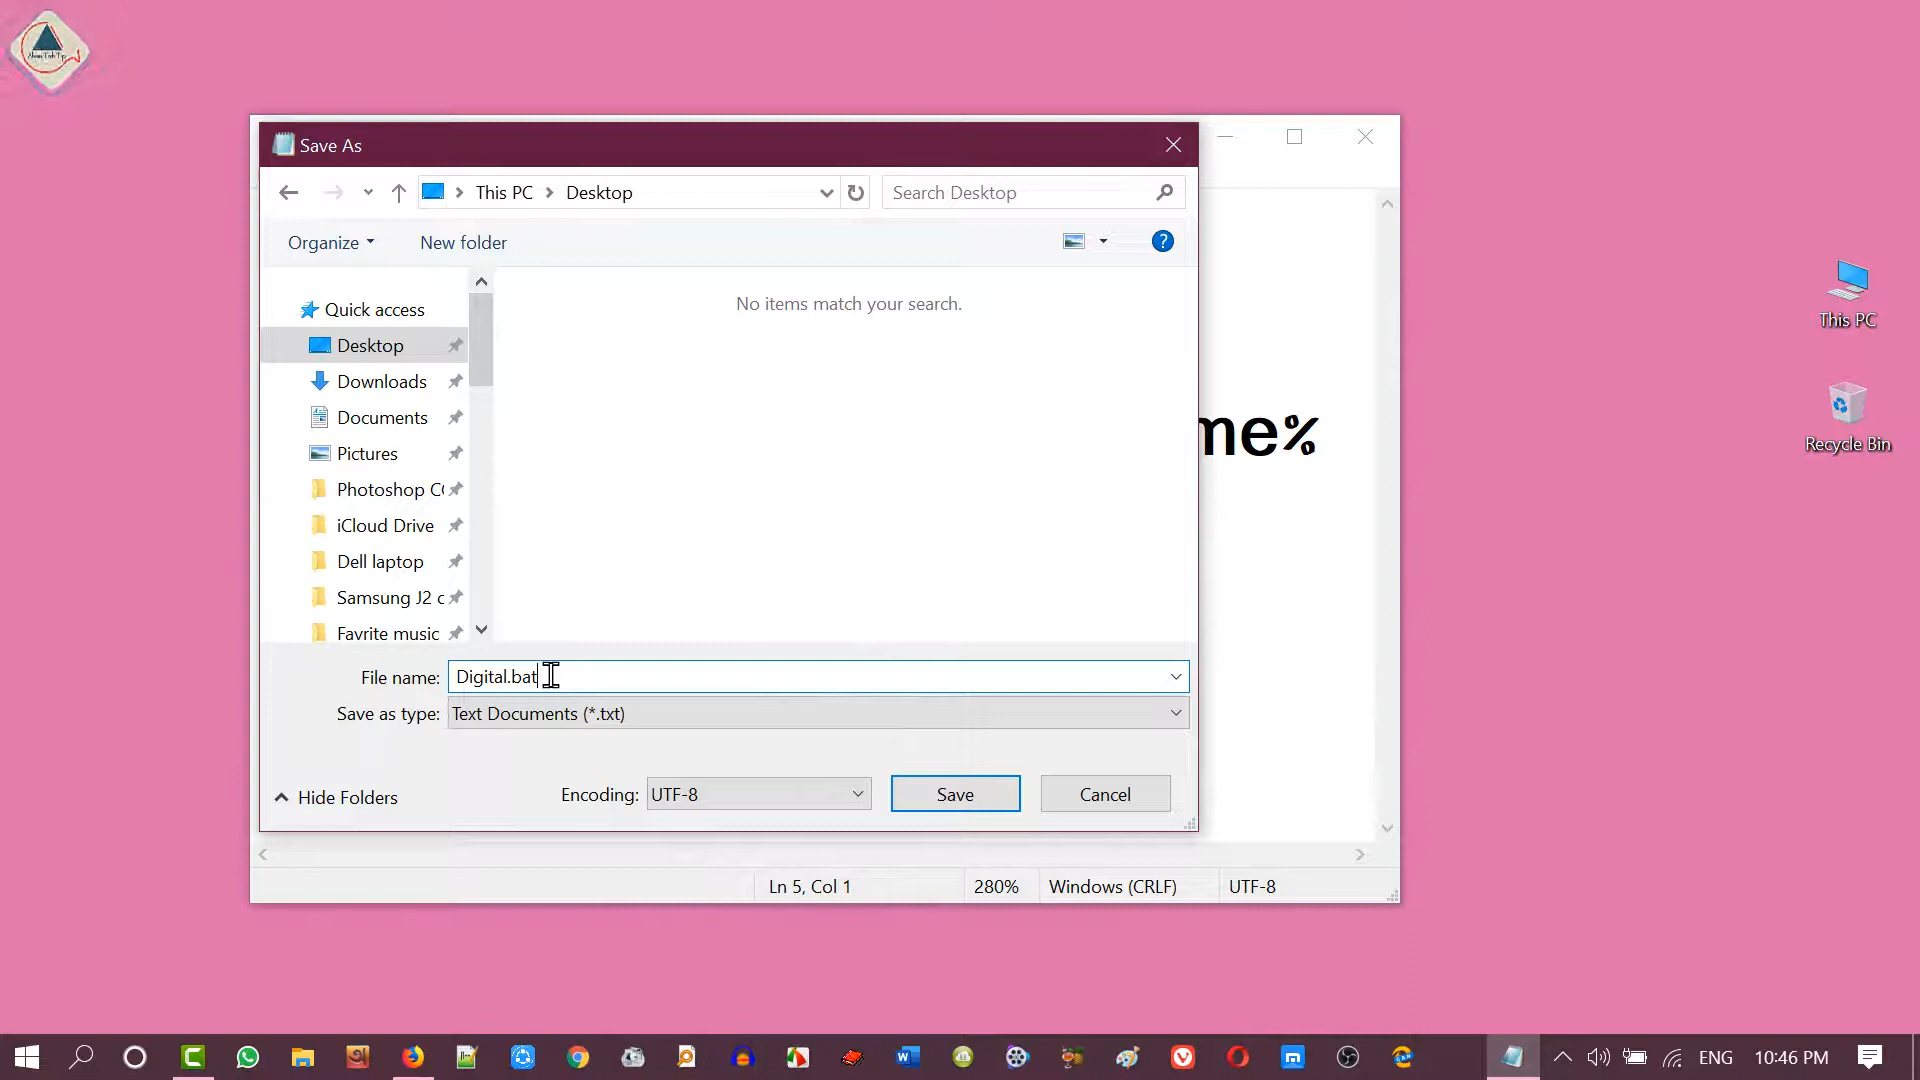 Save As
This PC
Desktop
Search Desktop
Organize
New folder
Quick access
Desktop
Downloads
Documents
Pictures
Photoshop C
iCloud Drive
Dell laptop
Samsung J2 c
Favrite music
No items match your search.
me%
This PC
Recycle Bin
File name:
Digital.bat
Save as type:
Text Documents (*.txt)
Hide Folders
Encoding:
UTF-8
Save
Cancel
Ln 5, Col 1
280%
Windows (CRLF)
UTF-8
ENG
10:46 PM